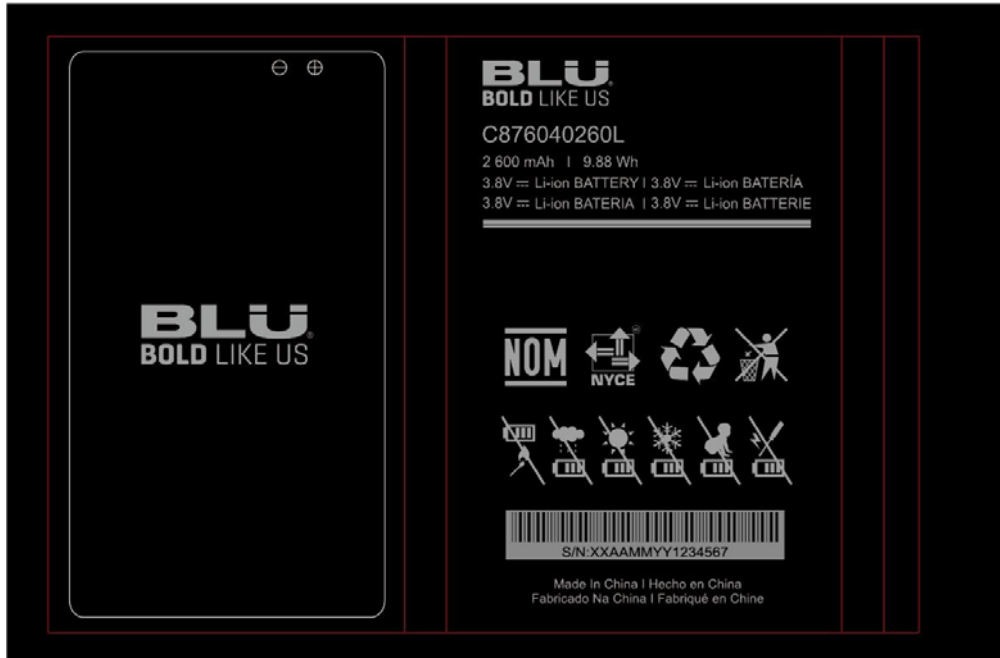 BLU
BOLD LIKE US
BLU
BOLD LIKE US
C876040260L
2 600 mAh I 9.88 Wh
3.8V ⎓ Li-ion BATTERY I 3.8V ⎓ Li-ion BATERÍA
3.8V ⎓ Li-ion BATERIA I 3.8V ⎓ Li-ion BATTERIE
NOM
NYCE
S/N:XXAAMMYY1234567
Made In China I Hecho en China
Fabricado Na China I Fabriqué en Chine